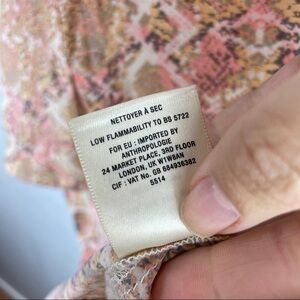 NETTOYER À SEC
LOW FLAMMABILITY TO BS 5722
FOR EU : IMPORTED BY
ANTHROPOLOGIE
24 MARKET PLACE, 3RD FLOOR
LONDON, UK W1W8AN
CIF : VAT No. GB 684936382
5514